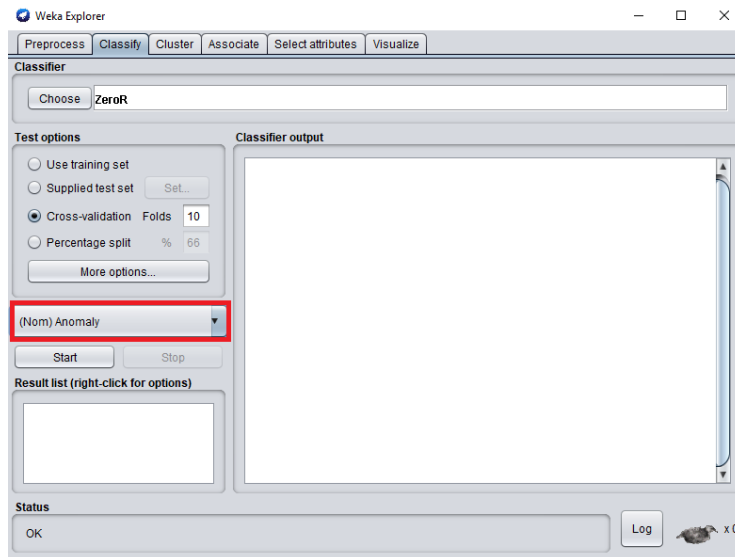 Weka Explorer
Preprocess Classify Cluster Associate Select attributes Visualize
Classifier
Choose ZeroR
Test options
Use training set
Supplied test set Set...
Cross-validation Folds 10
Percentage split % 66
More options...
(Nom) Anomaly
Start Stop
Result list (right-click for options)
Classifier output
Status
OK
Log
x 0